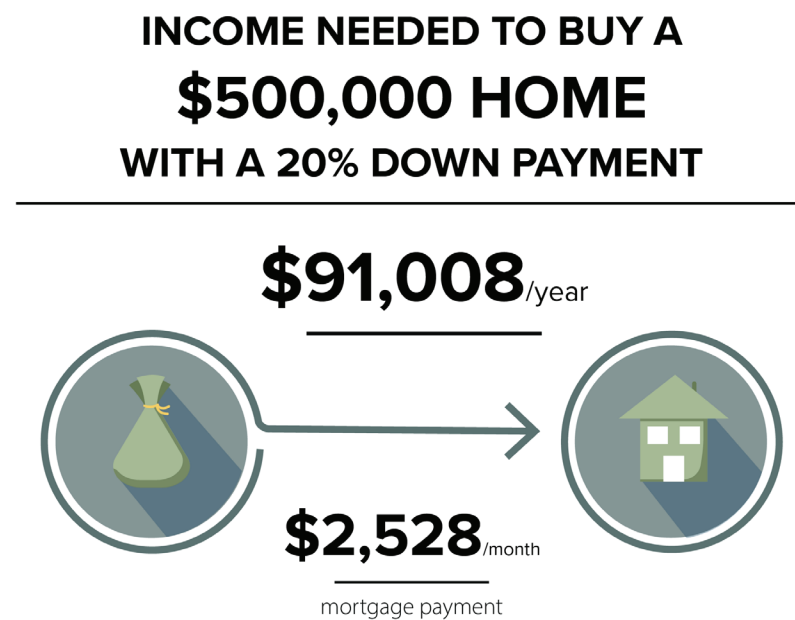 INCOME NEEDED TO BUY A
$500,000 HOME
WITH A 20% DOWN PAYMENT
$91,008/year
$2,528/month
mortgage payment